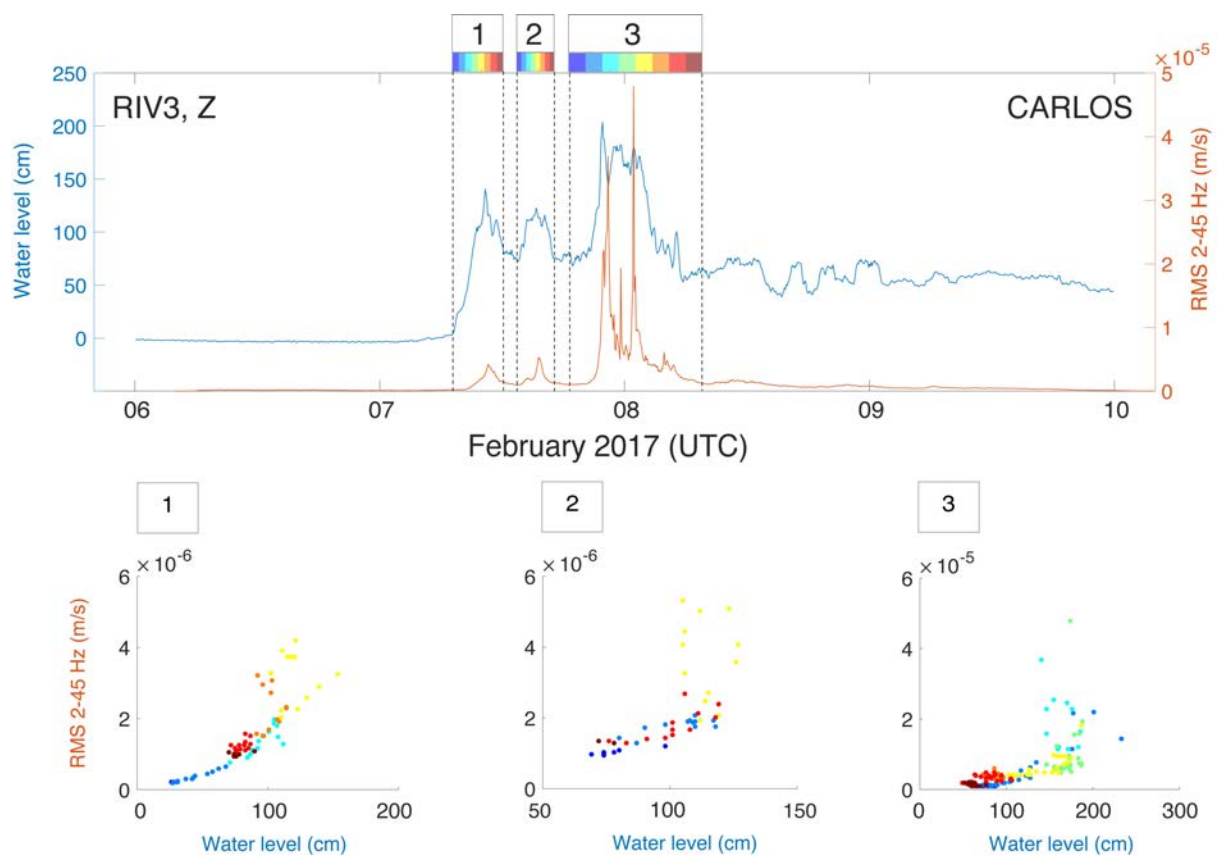 1 2 3
×10^-5
250 5
RIV3, Z CARLOS
200 4
150 3
100 2
50 1
0
0
Water level (cm)
RMS 2-45 Hz (m/s)
06 07 08 09 10
February 2017 (UTC)
1 2 3
×10^-6 ×10^-6 ×10^-5
6 6 6
4 4 4
2 2 2
0 0 0
RMS 2-45 Hz (m/s)
0 100 200 50 100 150 0 100 200 300
Water level (cm) Water level (cm) Water level (cm)